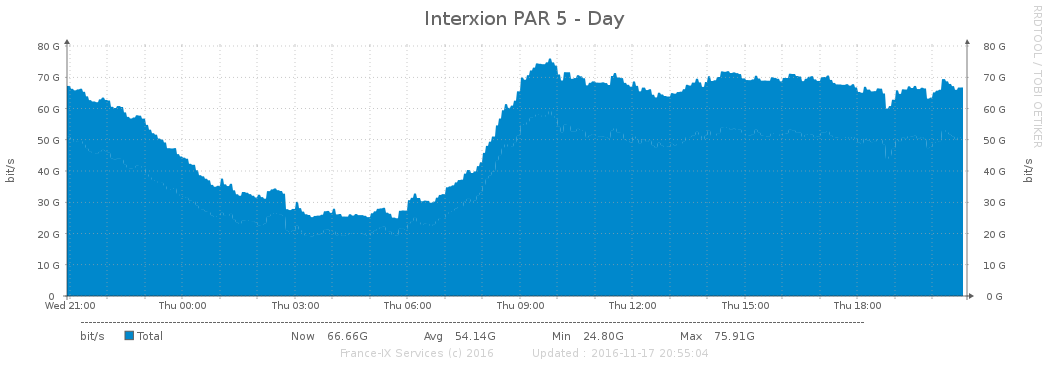 Interxion PAR 5 - Day
RRDTOOL / TOBI OETIKER
80 G
80 G
70 G
70 G
60 G
60 G
50 G
50 G
40 G
40 G
30 G
30 G
20 G
20 G
10 G
10 G
0
0 G
bit/s
bit/s
Wed 21:00 Thu 00:00 Thu 03:00 Thu 06:00 Thu 09:00 Thu 12:00 Thu 15:00 Thu 18:00
bit/s Total Now 66.66G Avg 54.14G Min 24.80G Max 75.91G
France-IX Services (c) 2016 Updated : 2016-11-17 20:55:04